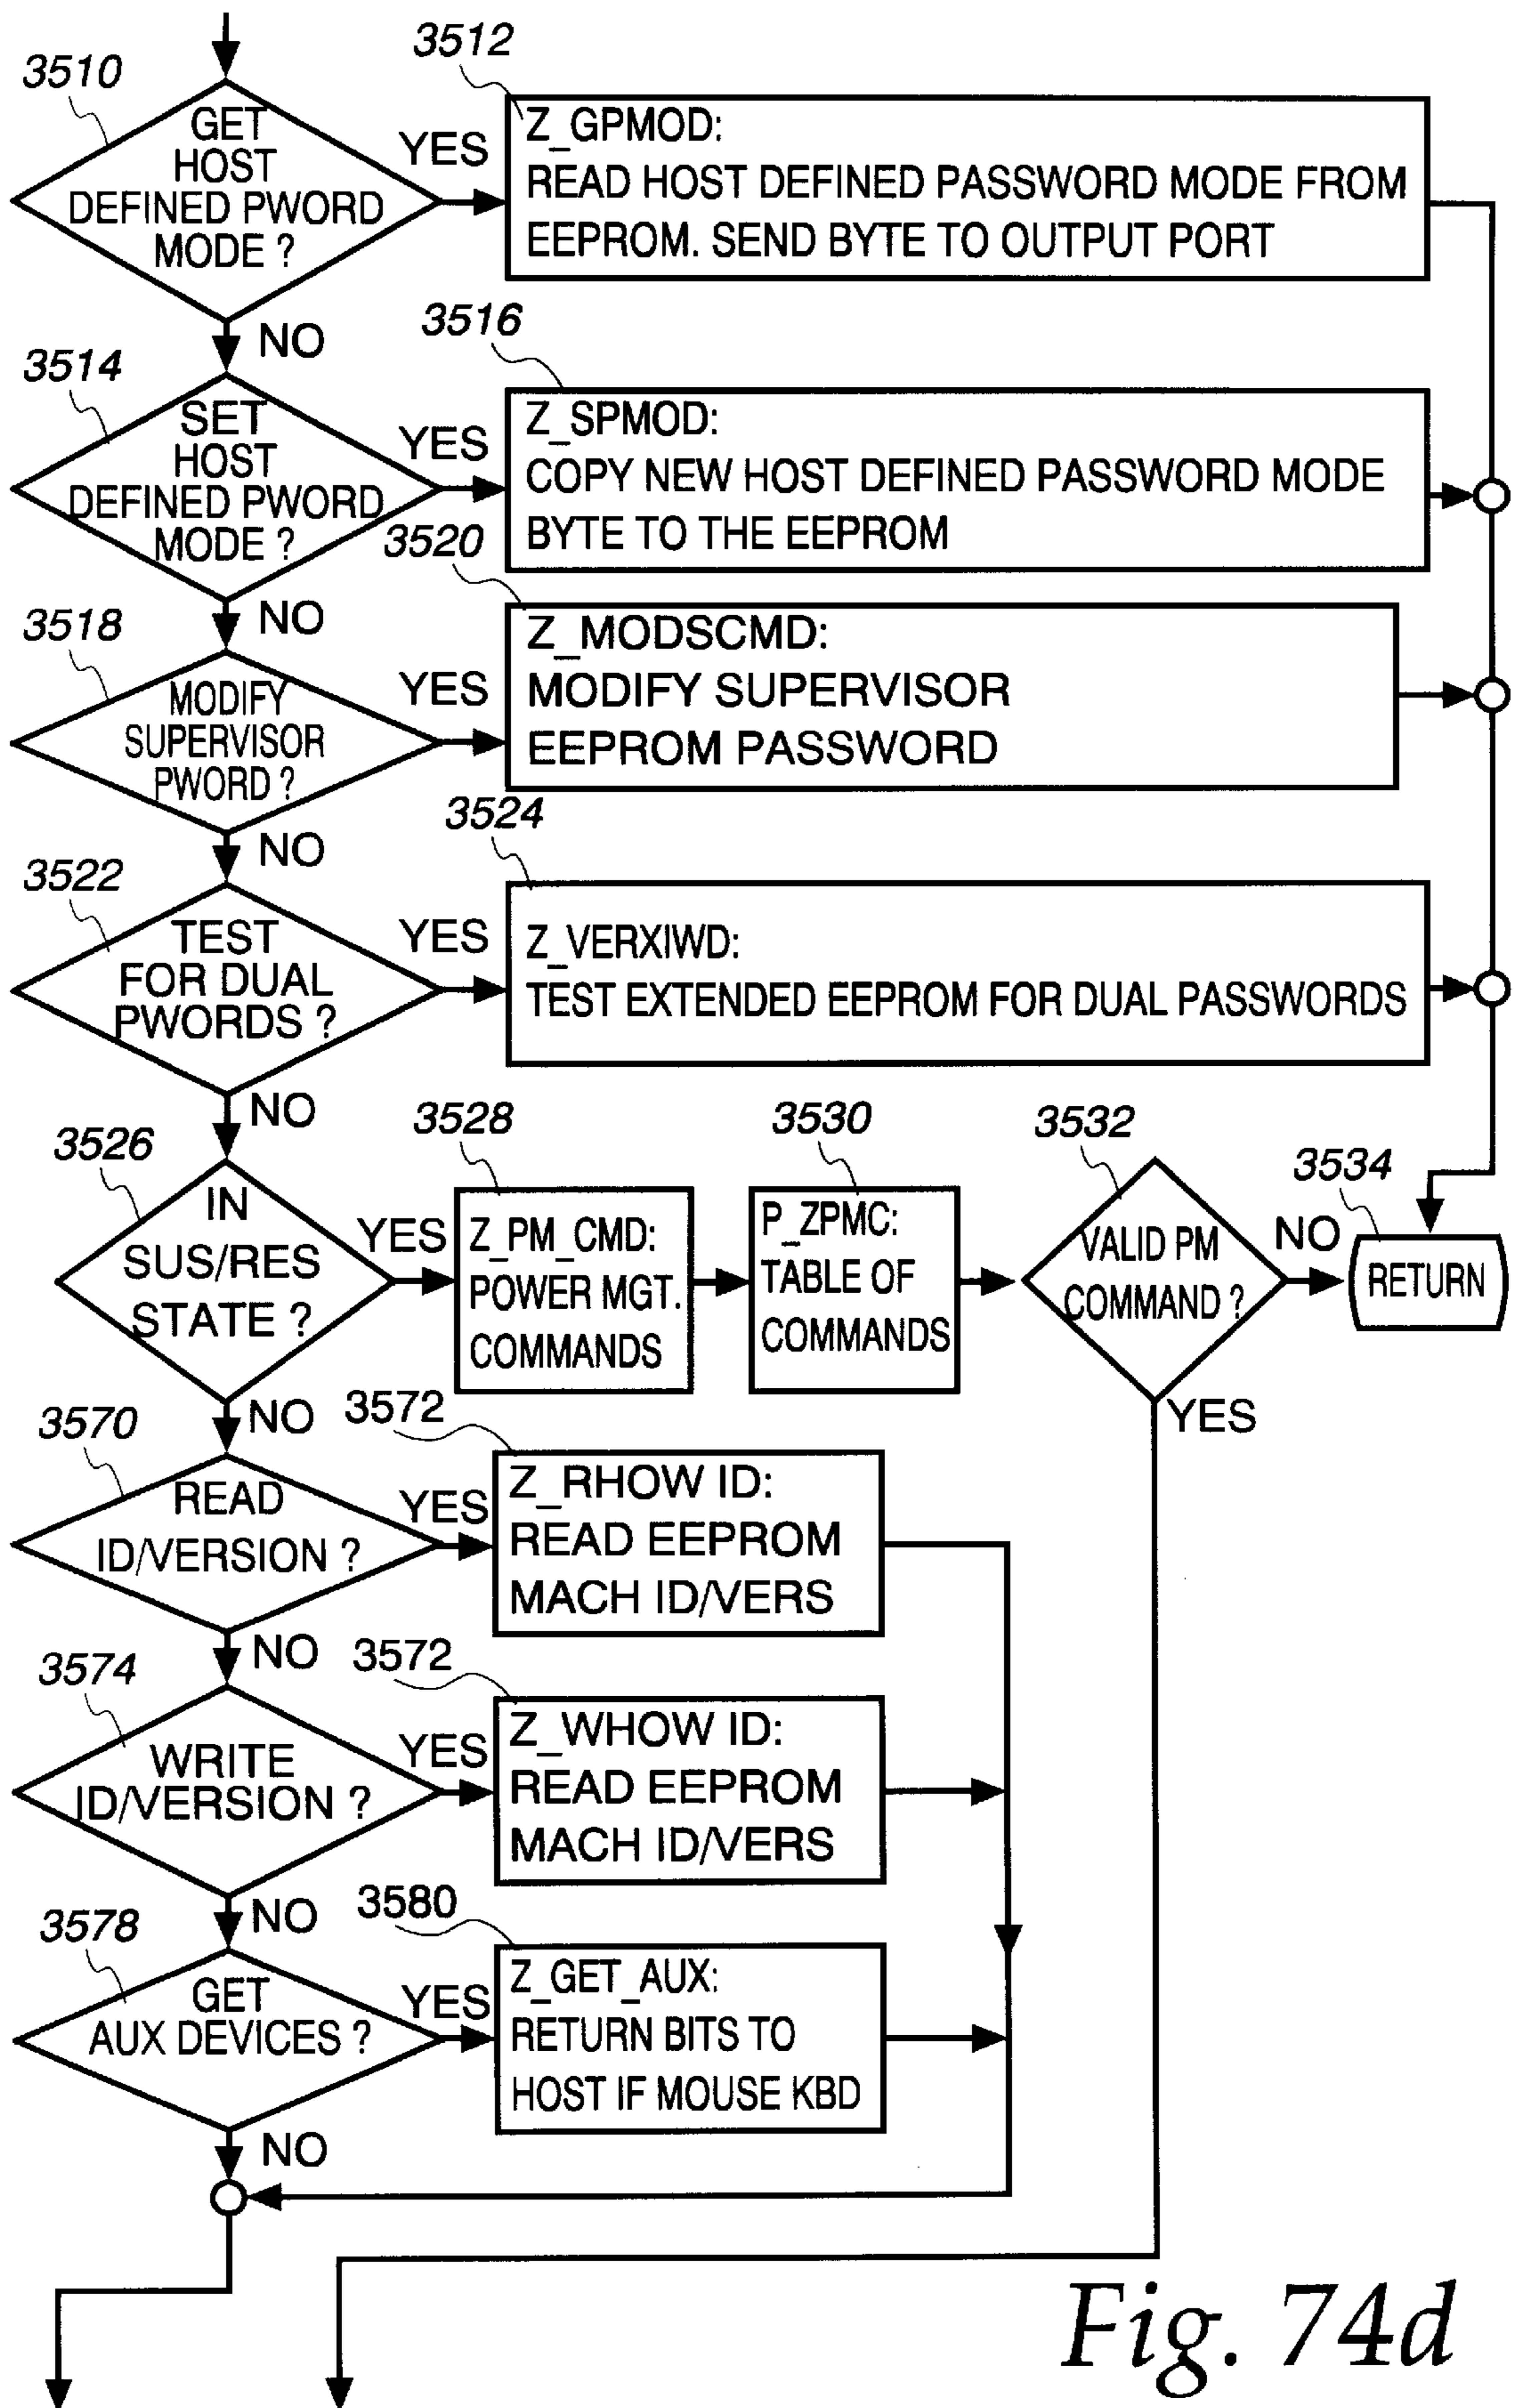 3510
GET
HOST
DEFINED PWORD
MODE ?
YES
3512
Z_GPMOD:
READ HOST DEFINED PASSWORD MODE FROM
EEPROM. SEND BYTE TO OUTPUT PORT
NO
3514
SET
HOST
DEFINED PWORD
MODE ?
YES
3516
Z_SPMOD:
COPY NEW HOST DEFINED PASSWORD MODE
BYTE TO THE EEPROM
NO
3518
MODIFY
SUPERVISOR
PWORD ?
YES
3520
Z_MODSCMD:
MODIFY SUPERVISOR
EEPROM PASSWORD
NO
3522
TEST
FOR DUAL
PWORDS ?
YES
3524
Z_VERXIWD:
TEST EXTENDED EEPROM FOR DUAL PASSWORDS
NO
3526
IN
SUS/RES
STATE ?
YES
3528
Z_PM_CMD:
POWER MGT.
COMMANDS
3530
P_ZPMC:
TABLE OF
COMMANDS
3532
VALID PM
COMMAND ?
NO
3534
RETURN
YES
NO
3570
READ
ID/VERSION ?
YES
3572
Z_RHOW ID:
READ EEPROM
MACH ID/VERS
NO
3574
WRITE
ID/VERSION ?
YES
3572
Z_WHOW ID:
READ EEPROM
MACH ID/VERS
NO
3578
GET
AUX DEVICES ?
YES
3580
Z_GET_AUX:
RETURN BITS TO
HOST IF MOUSE KBD
NO
Fig. 74d